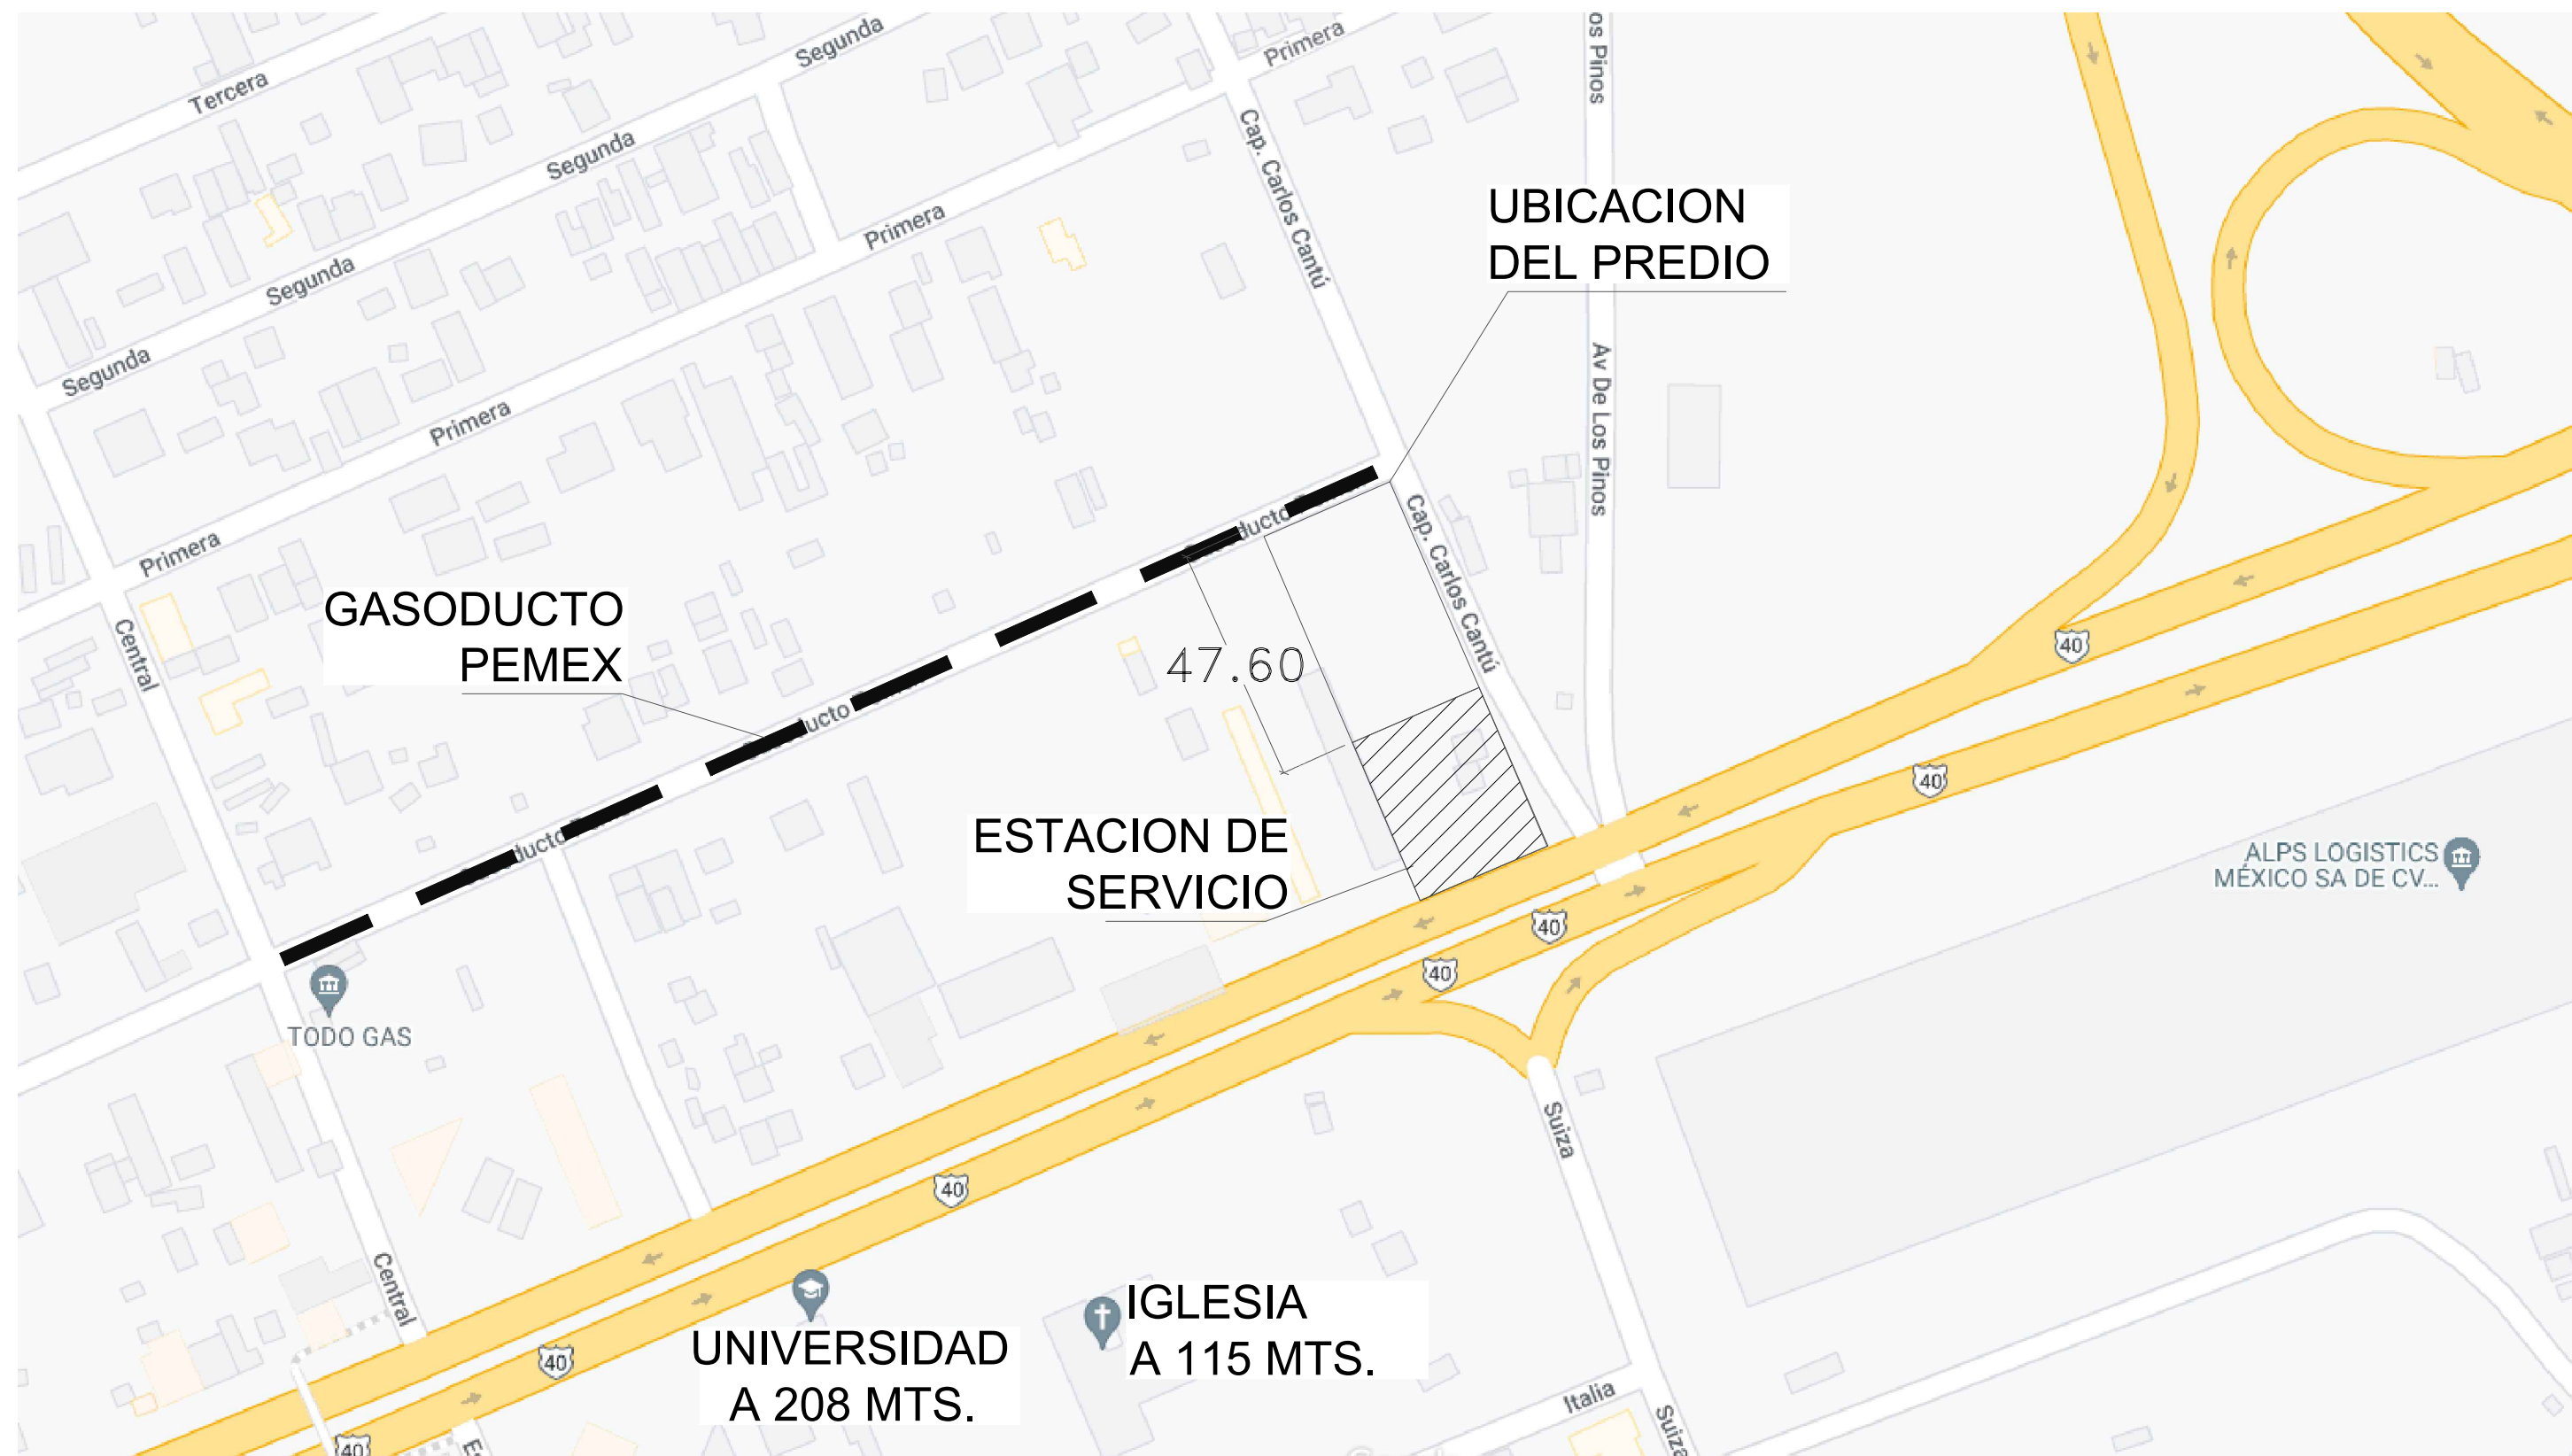 Tercera
Segunda
Segunda
Segunda
Segunda
Primera
Primera
Primera
Primera
Cap. Carlos Cantú
os Pinos
UBICACION
DEL PREDIO
Av De Los Pinos
Cap. Carlos Cantú
ducto
GASODUCTO
PEMEX
Central
47.60
ucto
ducto
ESTACION DE
SERVICIO
40
40
40
40
ALPS LOGISTICS
MÉXICO SA DE CV...
TODO GAS
Suiza
40
Central
UNIVERSIDAD
A 208 MTS.
IGLESIA
A 115 MTS.
40
Italia
Suiza
40